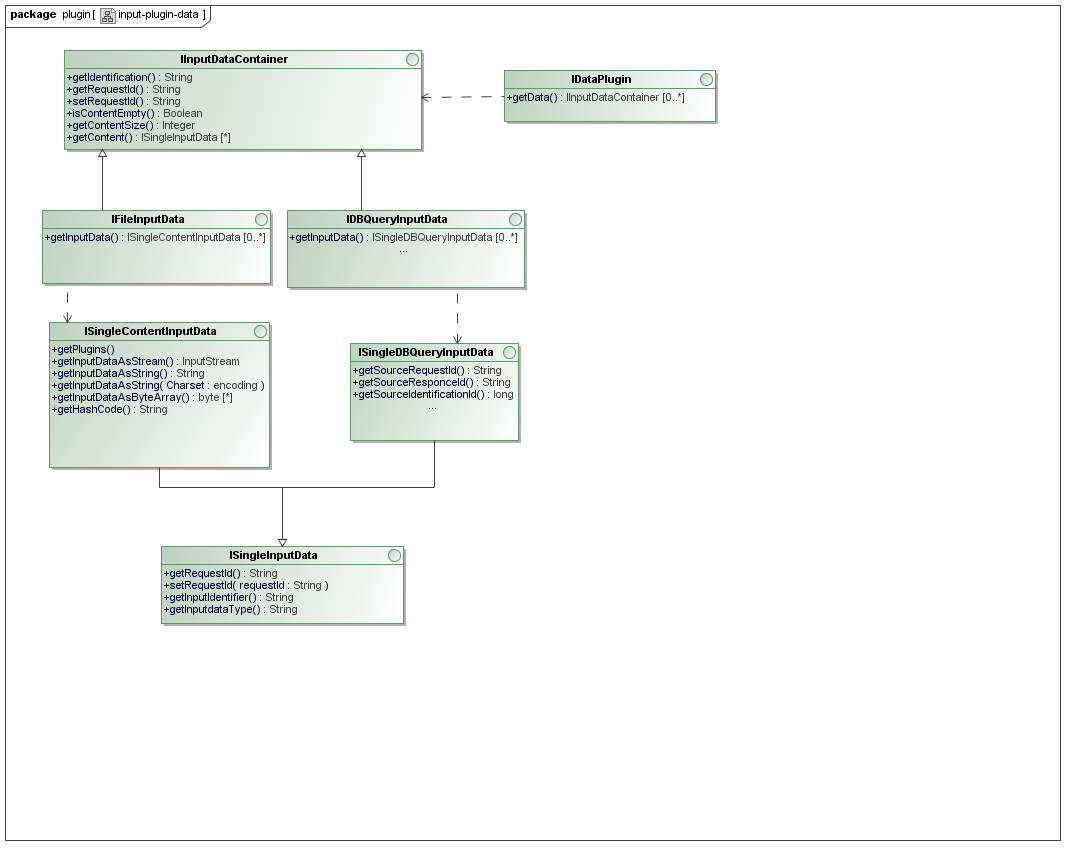 package plugin [ input-plugin-data ]
IInputDataContainer
+getIdentification() : String
+getRequestId() : String
+setRequestId() : String
+isContentEmpty() : Boolean
+getContentSize() : Integer
+getContent() : ISingleInputData [*]
IDataPlugin
+getData() : IInputDataContainer [0..*]
IFileInputData
+getInputData() : ISingleContentInputData [0..*]
IDBQueryInputData
+getInputData() : ISingleDBQueryInputData [0..*]
...
ISingleContentInputData
+getPlugins()
+getInputDataAsStream() : InputStream
+getInputDataAsString() : String
+getInputDataAsString( Charset : encoding )
+getInputDataAsByteArray() : byte [*]
+getHashCode() : String
ISingleDBQueryInputData
+getSourceRequestId() : String
+getSourceResponceId() : String
+getSourceIdentificationId() : long
...
ISingleInputData
+getRequestId() : String
+setRequestId( requestId : String )
+getInputIdentifier() : String
+getInputdataType() : String